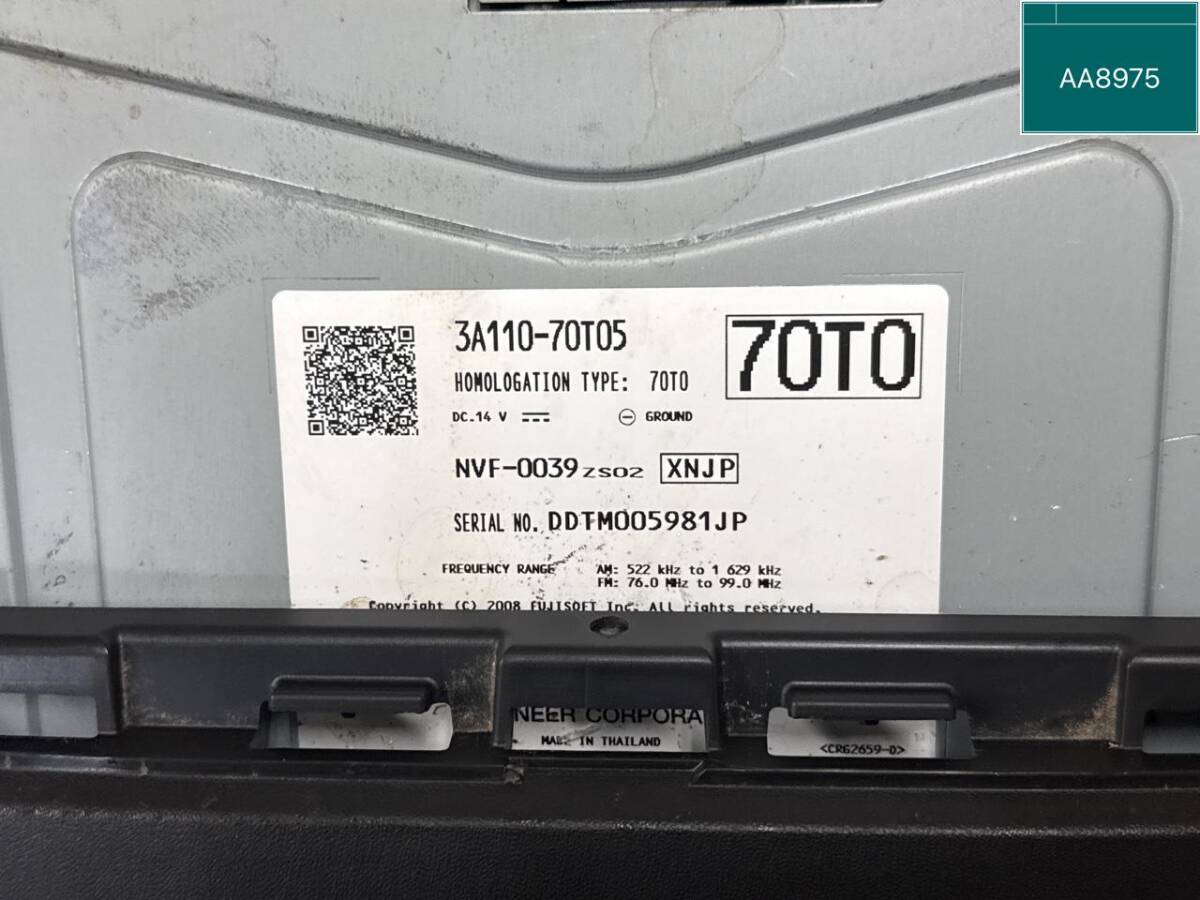 AA8975
3A110-70T05
70T0
HOMOLOGATION TYPE: 70T0
DC.14 V GROUND
NVF-0039ZS02 XNJP
SERIAL NO. DDTM005981JP
FREQUENCY RANGE AM: 522 kHz to 1 629 kHz
FM: 76.0 MHz to 99.0 MHz
Copyright (C) 2008 FUJISOFT Inc. All rights reserved.
NEER CORPORA
MADE IN THAILAND
<CRG2659-D>